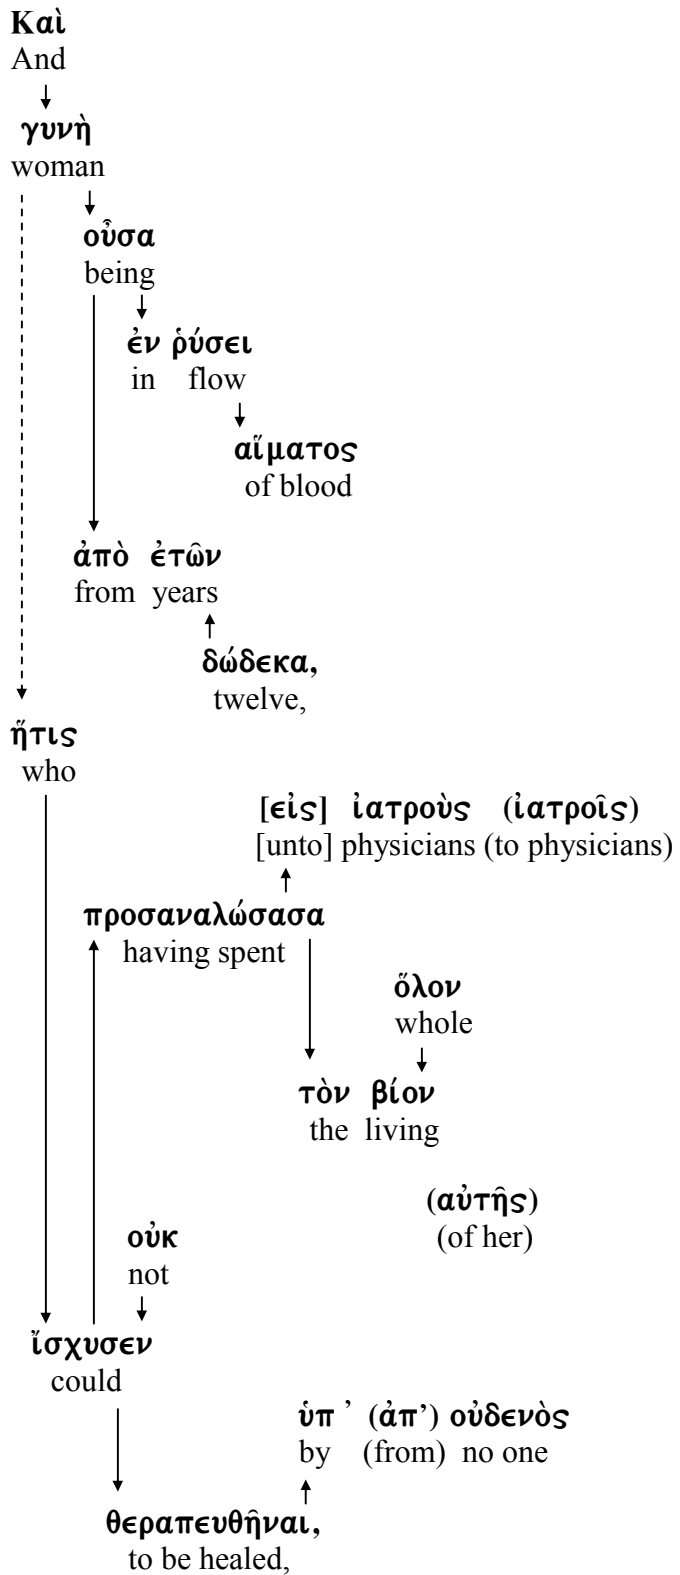 Καὶ
And
γυνὴ
woman
οὖσα
being
ἐν ῥύσει
in flow
αἵματος
of blood
ἀπὸ ἐτῶν
from years
δώδεκα,
twelve,
ἥτις
who
[εἰς] ἰατροὺς (ἰατροῖς)
[unto] physicians (to physicians)
προσαναλώσασα
having spent
ὅλον
whole
τὸν βίον
the living
(αὐτῆς)
(of her)
οὐκ
not
ἴσχυσεν
could
ὑπ ’ (ἀπ’) οὐδενὸς
by (from) no one
θεραπευθῆναι,
to be healed,